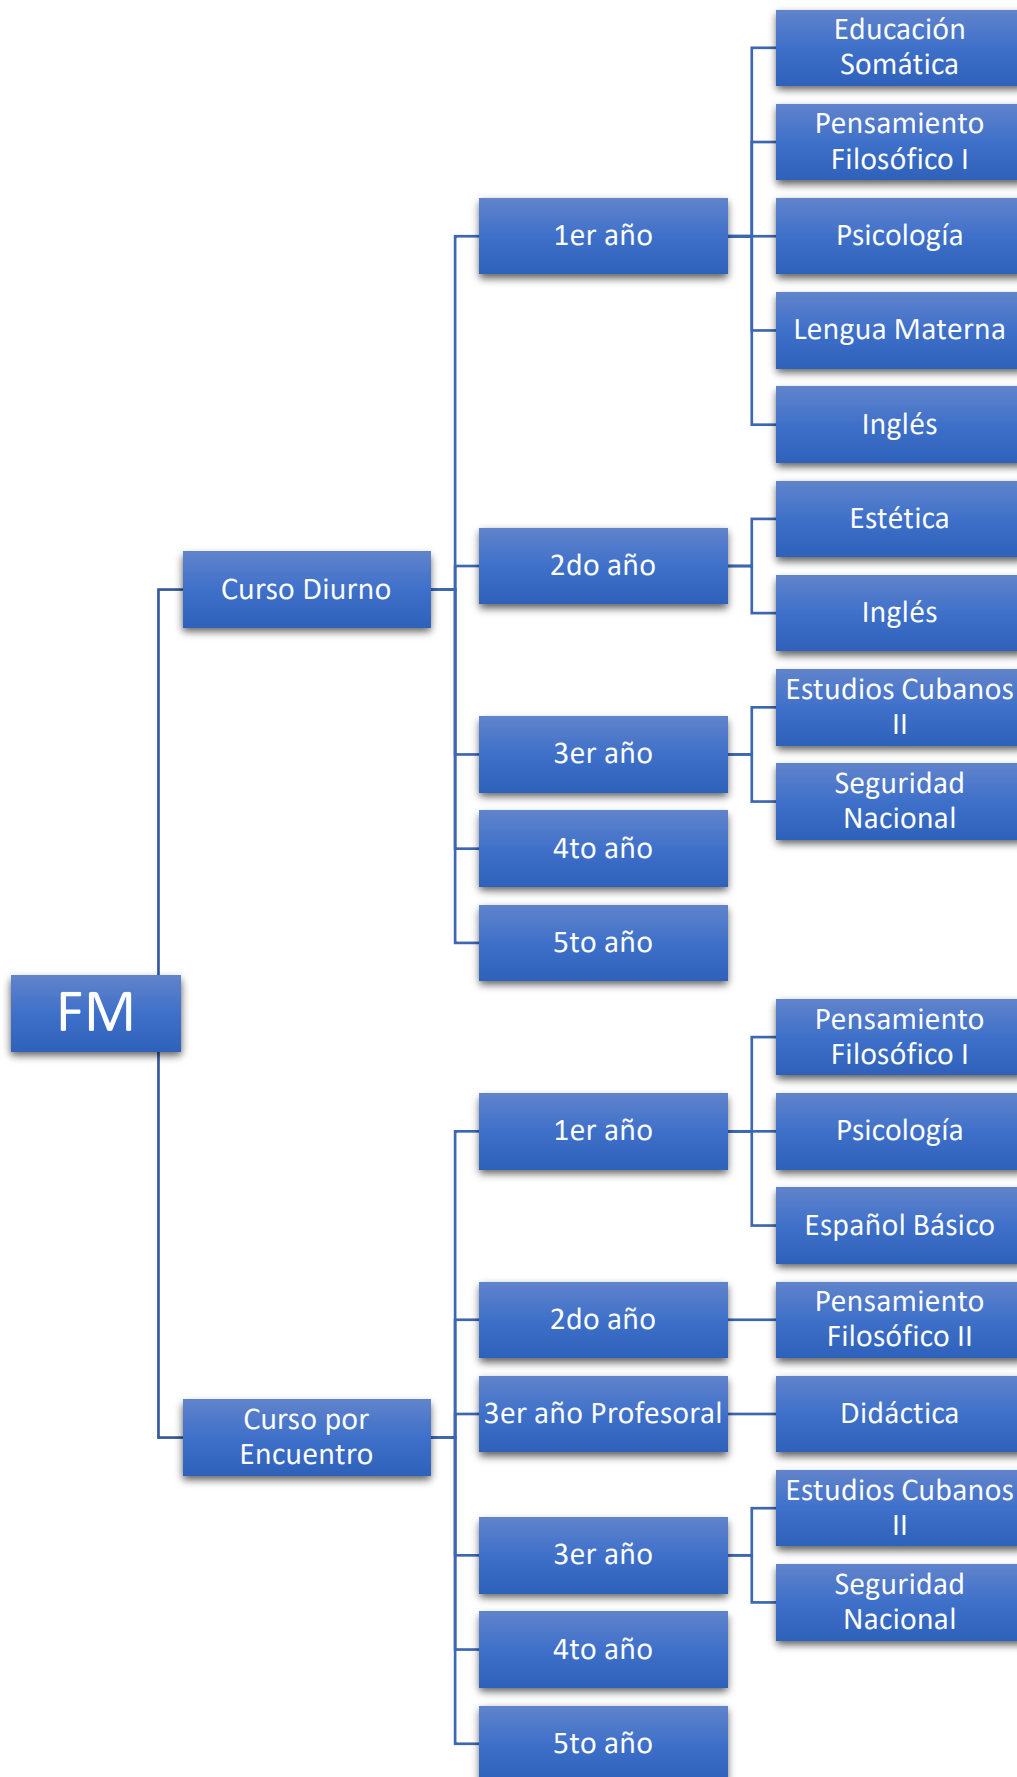 FM
Curso Diurno
1er año
Educación
Somática
Pensamiento
Filosófico I
Psicología
Lengua Materna
Inglés
2do año
Estética
Inglés
3er año
Estudios Cubanos
II
Seguridad
Nacional
4to año
5to año
Curso por
Encuentro
1er año
Pensamiento
Filosófico I
Psicología
Español Básico
2do año
Pensamiento
Filosófico II
3er año Profesoral
Didáctica
3er año
Estudios Cubanos
II
Seguridad
Nacional
4to año
5to año